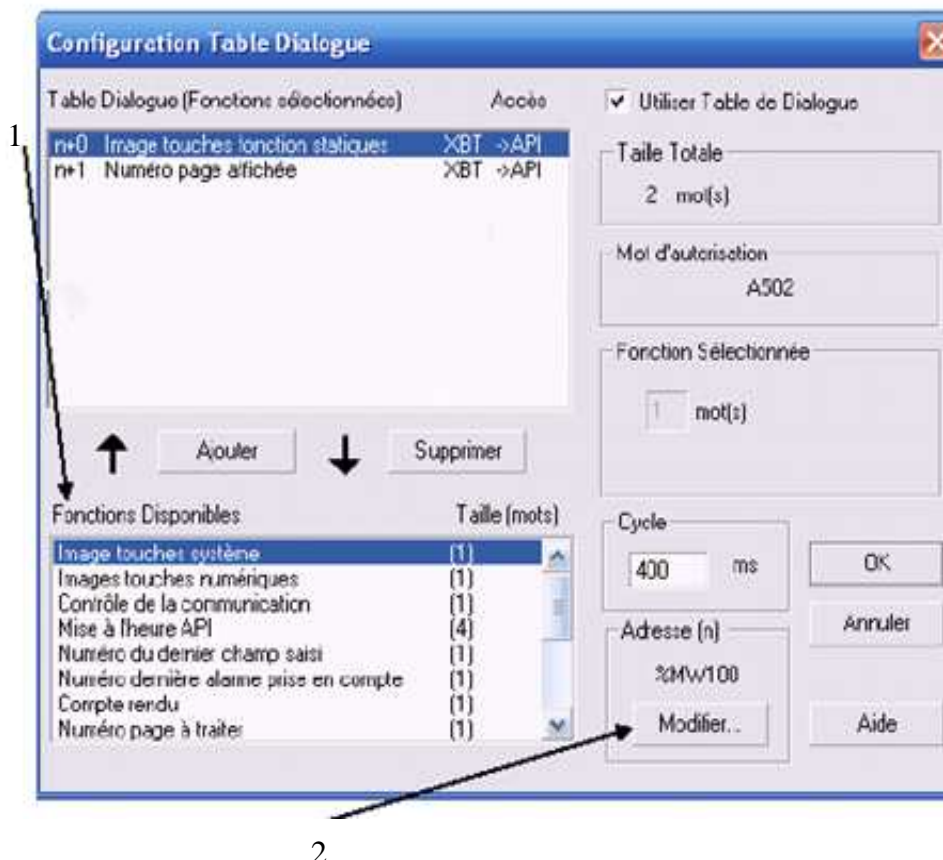 Configuration Table Dialogue
Table Dialogue (Fonctions sélectionnées) Accès
n+0 Image touches fonction statiques XBT ->API
n+1 Numéro page affichée XBT ->API
1
Ajouter
Supprimer
Fonctions Disponibles Taille (mots)
Image touches système (1)
Images touches numériques (1)
Contrôle de la communication (1)
Mise à l'heure API (4)
Numéro du dernier champ saisi (1)
Numéro dernière alarme prise en compte (1)
Compte rendu (1)
Numéro page à traiter (1)
Utiliser Table de Dialogue
Taille Totale
2 mot(s)
Mot d'autorisation
A502
Fonction Sélectionnée
1 mot(s)
Cycle
400 ms
Adresse (n)
%MW100
Modifier...
OK
Annuler
Aide
2